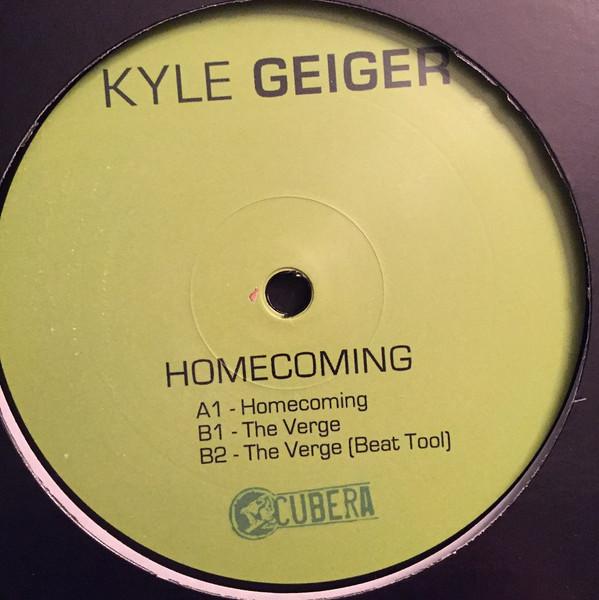 KYLE GEIGER
HOMECOMING
A1 - Homecoming
B1 - The Verge
B2 - The Verge (Beat Tool)
CUBERA